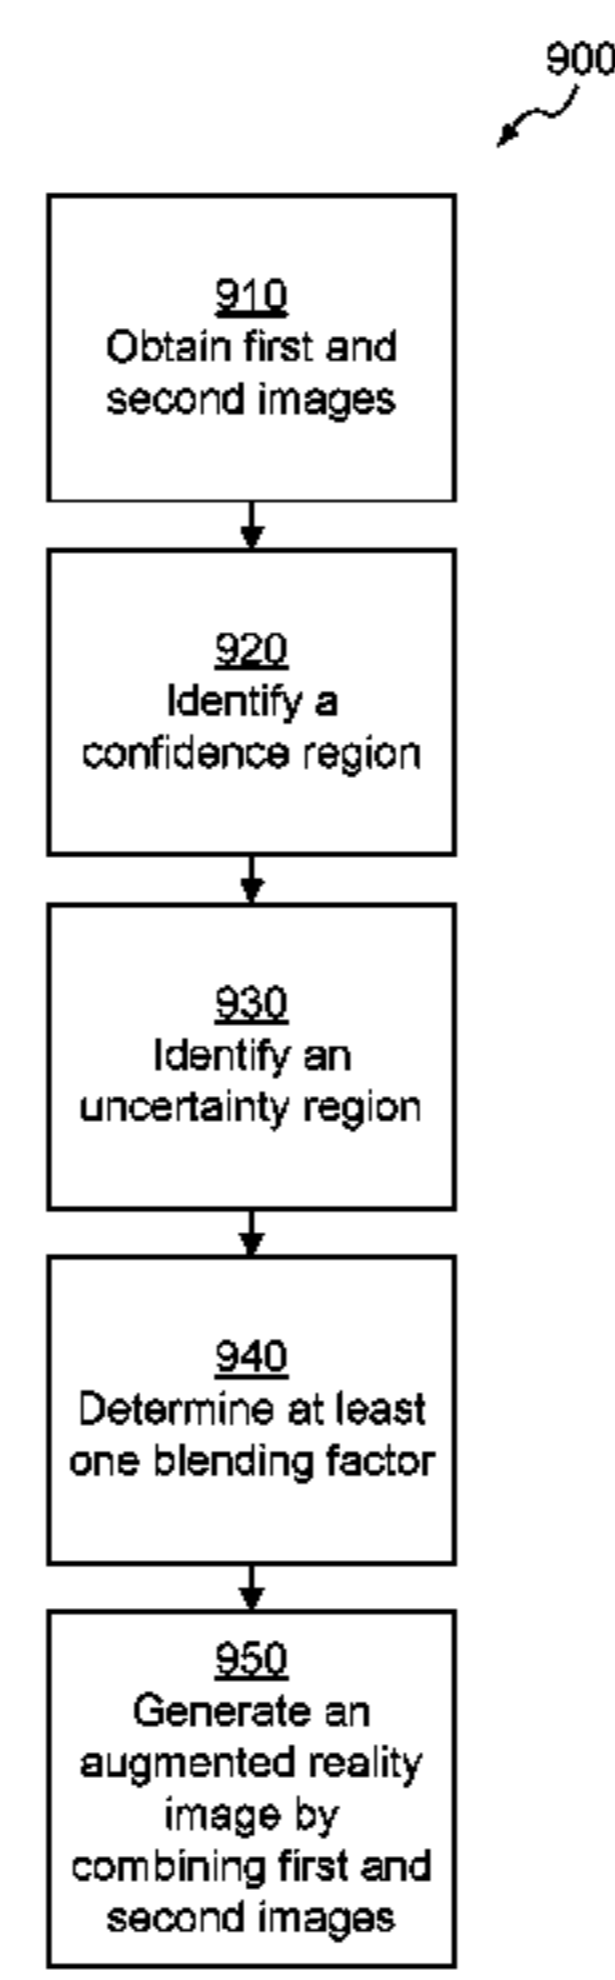 900
910
Obtain first and
second images
920
Identify a
confidence region
930
Identify an
uncertainty region
940
Determine at least
one blending factor
950
Generate an
augmented reality
image by
combining first and
second images